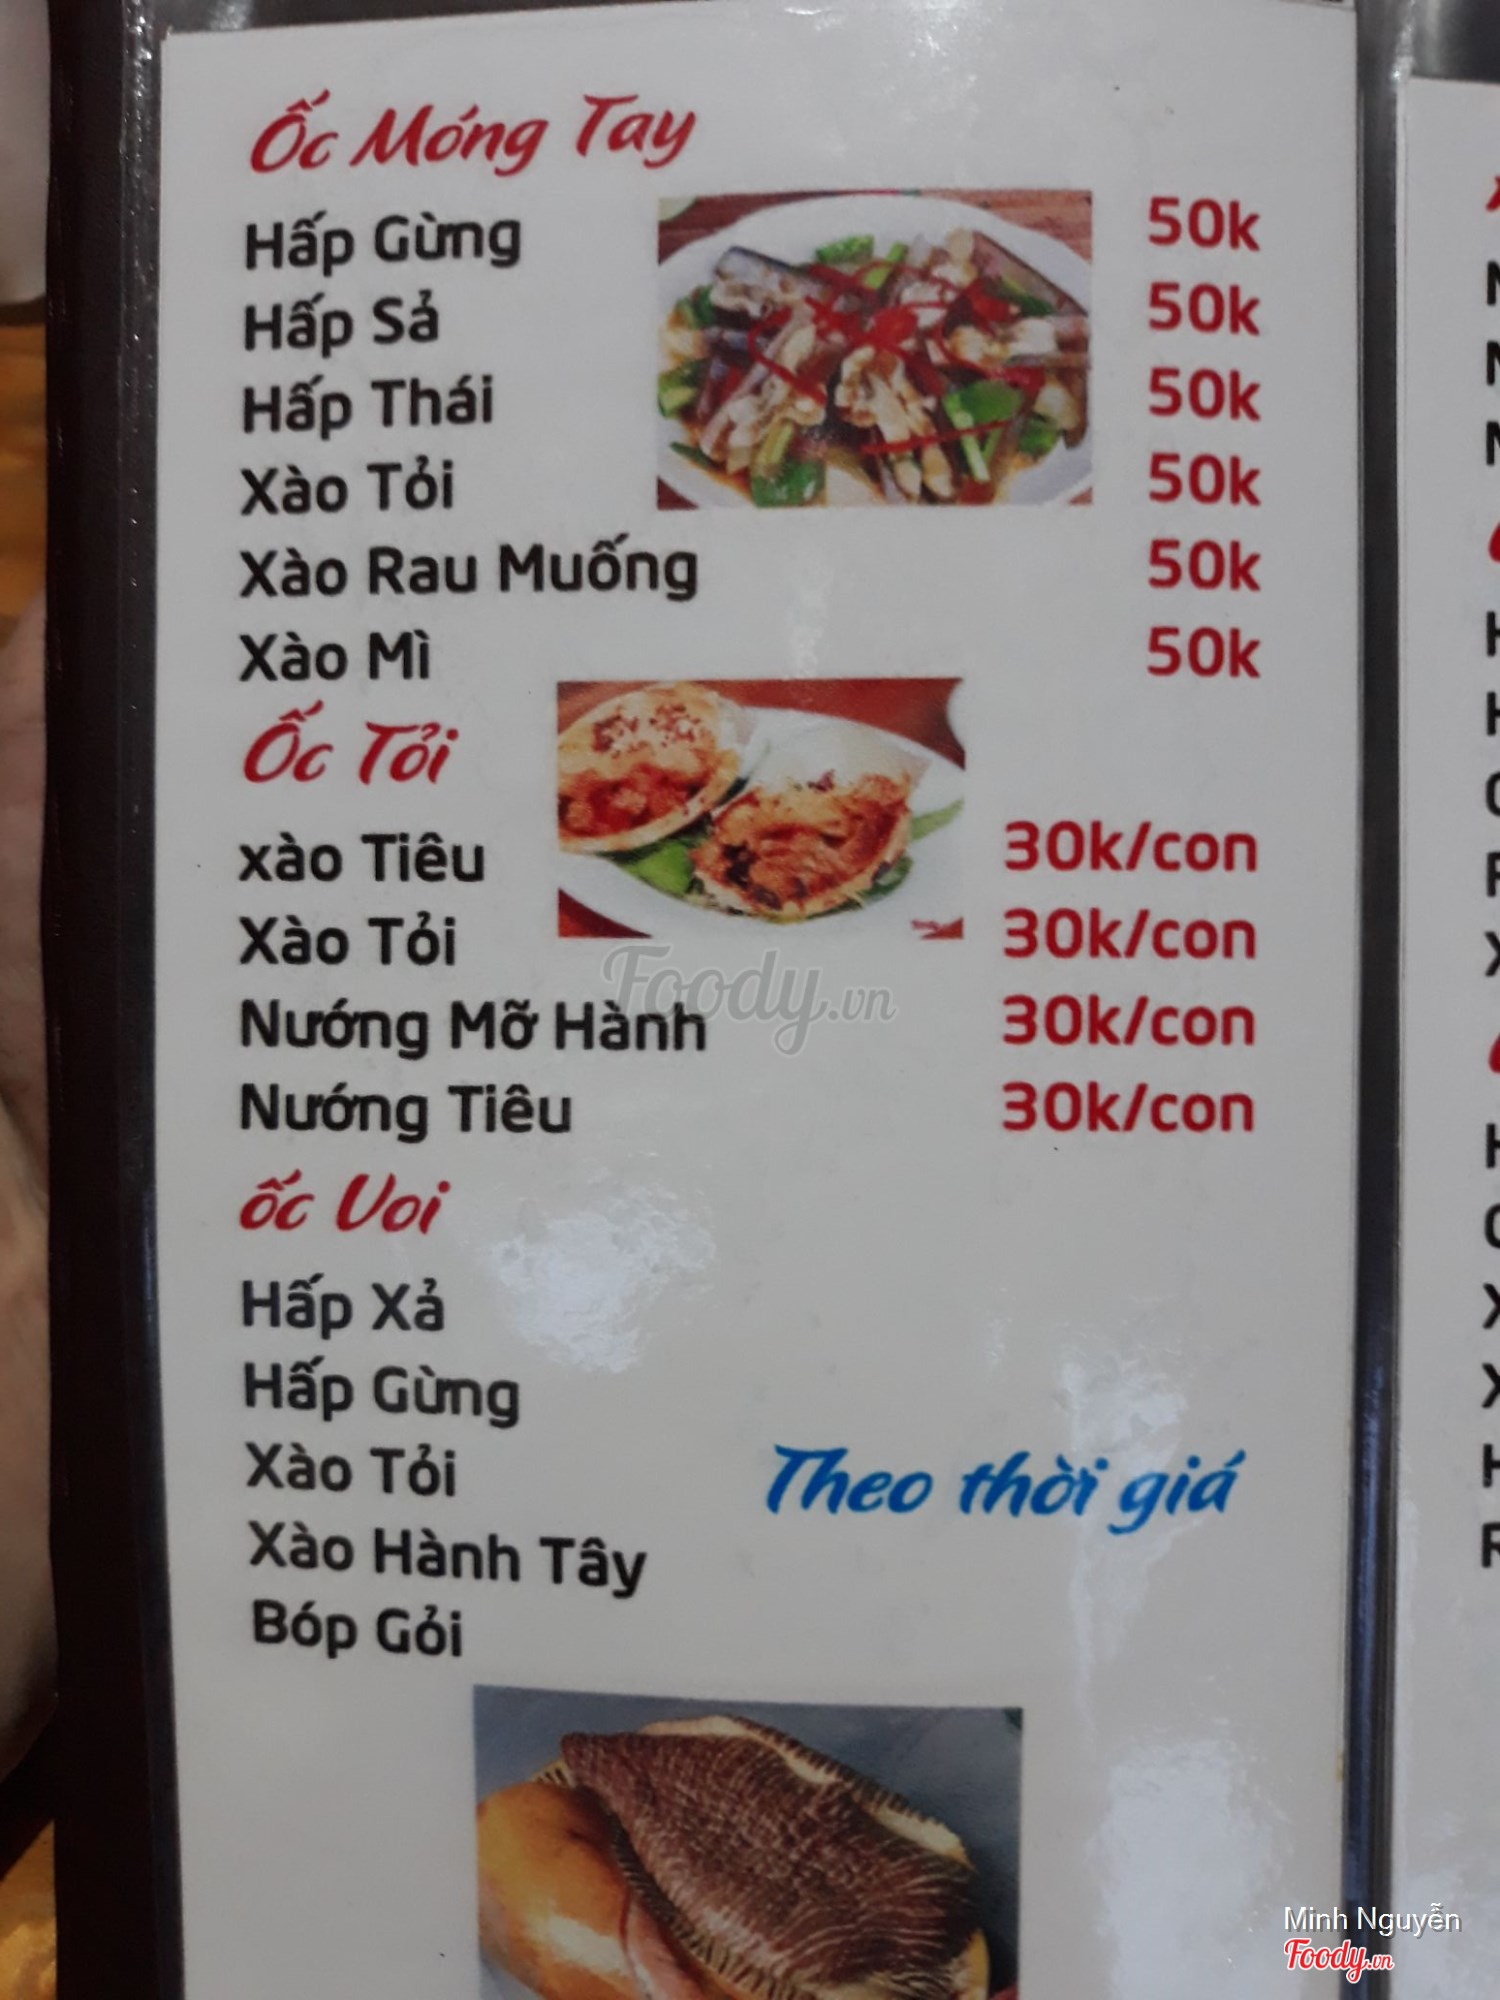 Ốc Móng Tay
Hấp Gừng 50k
Hấp Sả 50k
Hấp Thái 50k
Xào Tỏi 50k
Xào Rau Muống 50k
Xào Mì 50k
Ốc Tỏi
xào Tiêu 30k/con
Xào Tỏi 30k/con
Nướng Mỡ Hành 30k/con
Nướng Tiêu 30k/con
ốc Voi
Hấp Xả
Hấp Gừng
Xào Tỏi
Xào Hành Tây
Bóp Gỏi
Theo thời giá
Foody.vn
Minh Nguyễn
Foody.vn